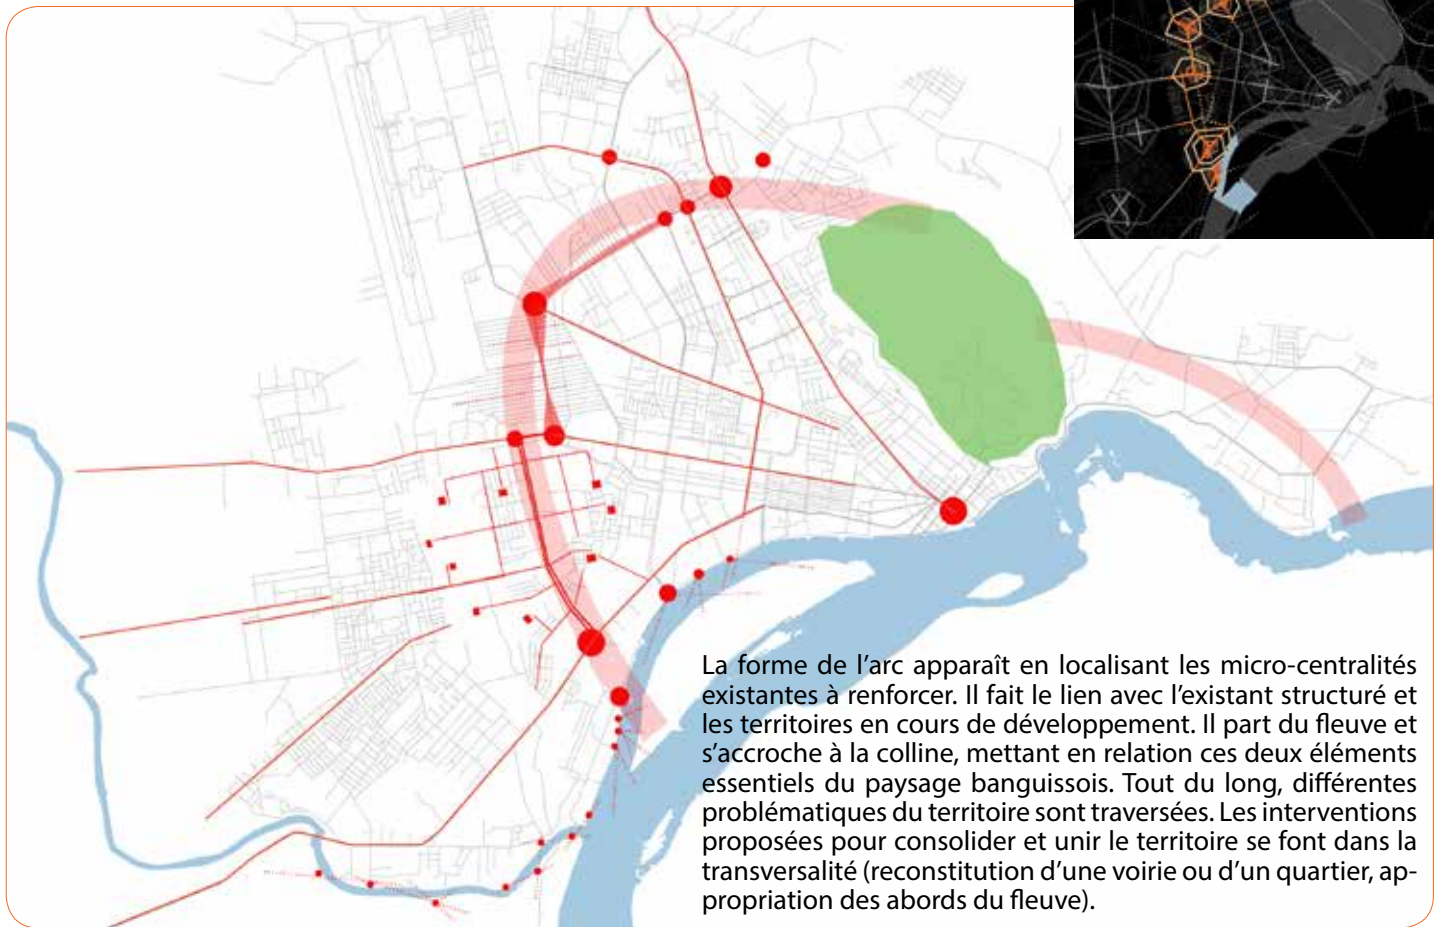 La forme de l’arc apparaît en localisant les micro-centralités
existantes à renforcer. Il fait le lien avec l’existant structuré et
les territoires en cours de développement. Il part du fleuve et
s’accroche à la colline, mettant en relation ces deux éléments
essentiels du paysage banguissois. Tout du long, différentes
problématiques du territoire sont traversées. Les interventions
proposées pour consolider et unir le territoire se font dans la
transversalité (reconstitution d’une voirie ou d’un quartier, ap-
propriation des abords du fleuve).